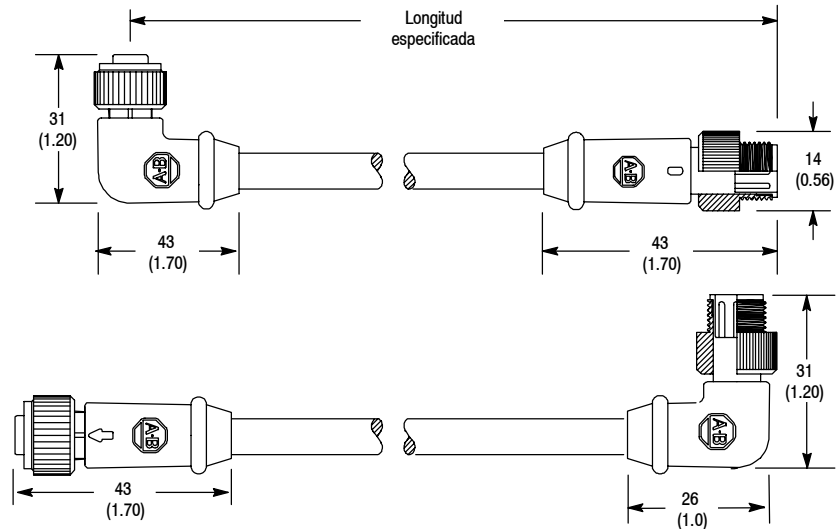 Longitud
especificada
31
(1.20)
A-B
A-B
14
(0.56)
43
(1.70)
43
(1.70)
31
(1.20)
A-B
A-B
43
(1.70)
26
(1.0)